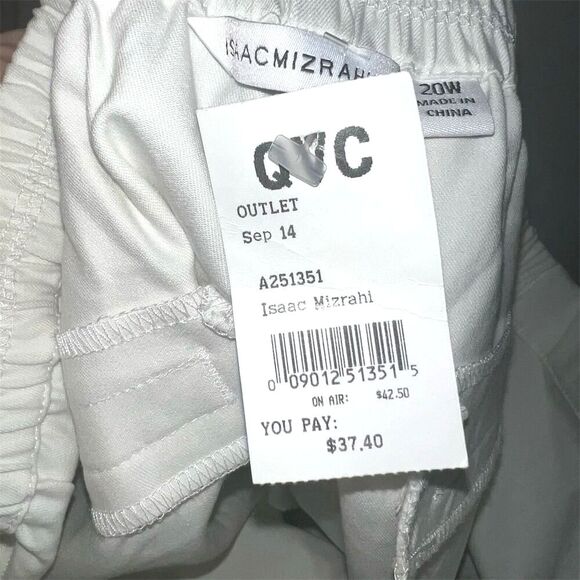 ISAACMIZRAHI
20W
MADE IN
CHINA
QVC
OUTLET
Sep 14
A251351
Isaac Mizrahi
0 09012 51351 5
ON AIR: $42.50
YOU PAY:
$37.40